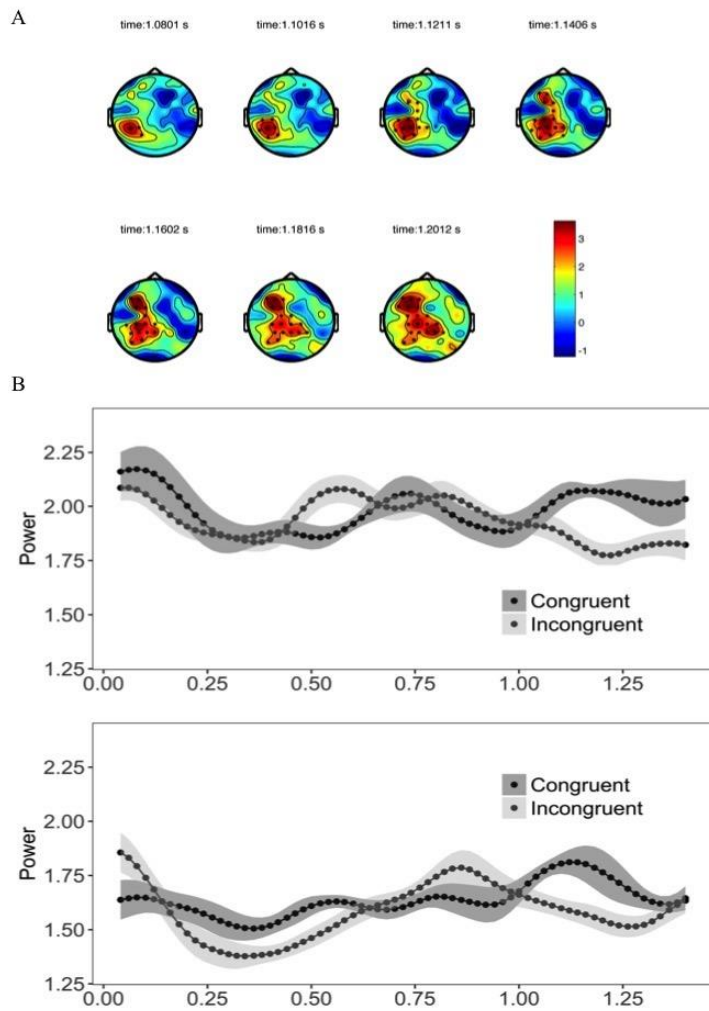 A
time:1.0801 s time:1.1016 s time:1.1211 s time:1.1406 s
time:1.1602 s time:1.1816 s time:1.2012 s
3
2
1
0
-1
B
2.25
2.00
1.75
1.50
1.25
Power
Congruent
Incongruent
0.00 0.25 0.50 0.75 1.00 1.25
2.25
2.00
1.75
1.50
1.25
Power
Congruent
Incongruent
0.00 0.25 0.50 0.75 1.00 1.25